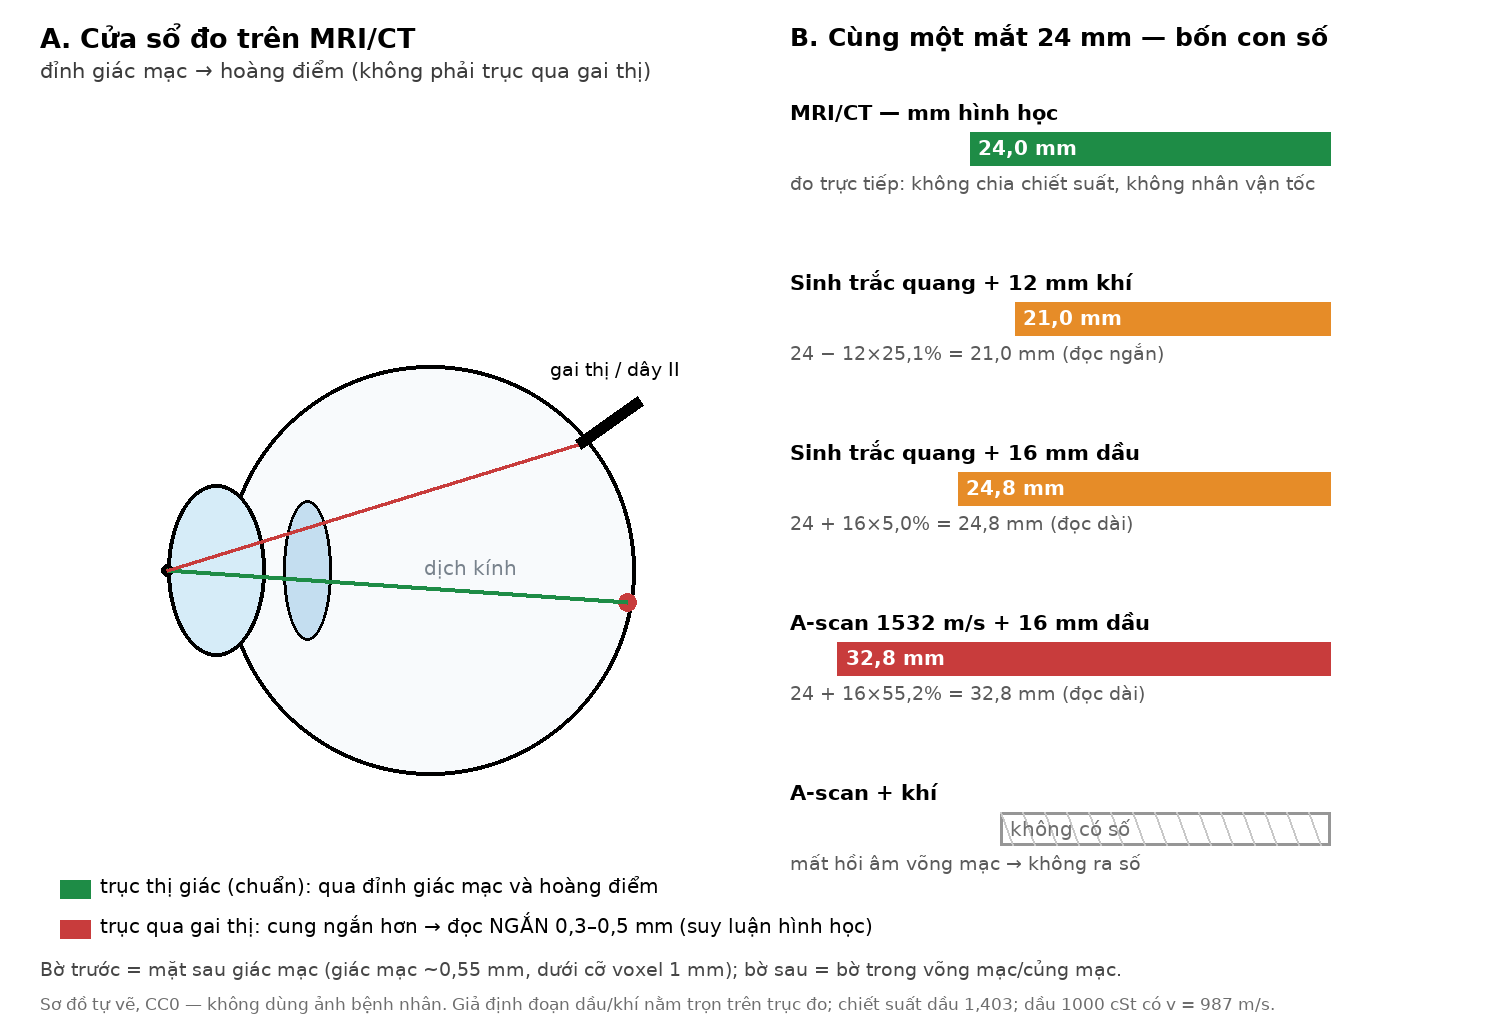 A. Cửa sổ đo trên MRI/CT
đỉnh giác mạc → hoàng điểm (không phải trục qua gai thị)
gai thị / dây II
dịch kính
trục thị giác (chuẩn): qua đỉnh giác mạc và hoàng điểm
trục qua gai thị: cung ngắn hơn → đọc NGẮN 0,3–0,5 mm (suy luận hình học)
B. Cùng một mắt 24 mm — bốn con số
MRI/CT — mm hình học
24,0 mm
đo trực tiếp: không chia chiết suất, không nhân vận tốc
Sinh trắc quang + 12 mm khí
21,0 mm
24 − 12×25,1% = 21,0 mm (đọc ngắn)
Sinh trắc quang + 16 mm dầu
24,8 mm
24 + 16×5,0% = 24,8 mm (đọc dài)
A-scan 1532 m/s + 16 mm dầu
32,8 mm
24 + 16×55,2% = 32,8 mm (đọc dài)
A-scan + khí
không có số
mất hồi âm võng mạc → không ra số
Bờ trước = mặt sau giác mạc (giác mạc ~0,55 mm, dưới cỡ voxel 1 mm); bờ sau = bờ trong võng mạc/củng mạc.
Sơ đồ tự vẽ, CC0 — không dùng ảnh bệnh nhân. Giả định đoạn dầu/khí nằm trọn trên trục đo; chiết suất dầu 1,403; dầu 1000 cSt có v = 987 m/s.